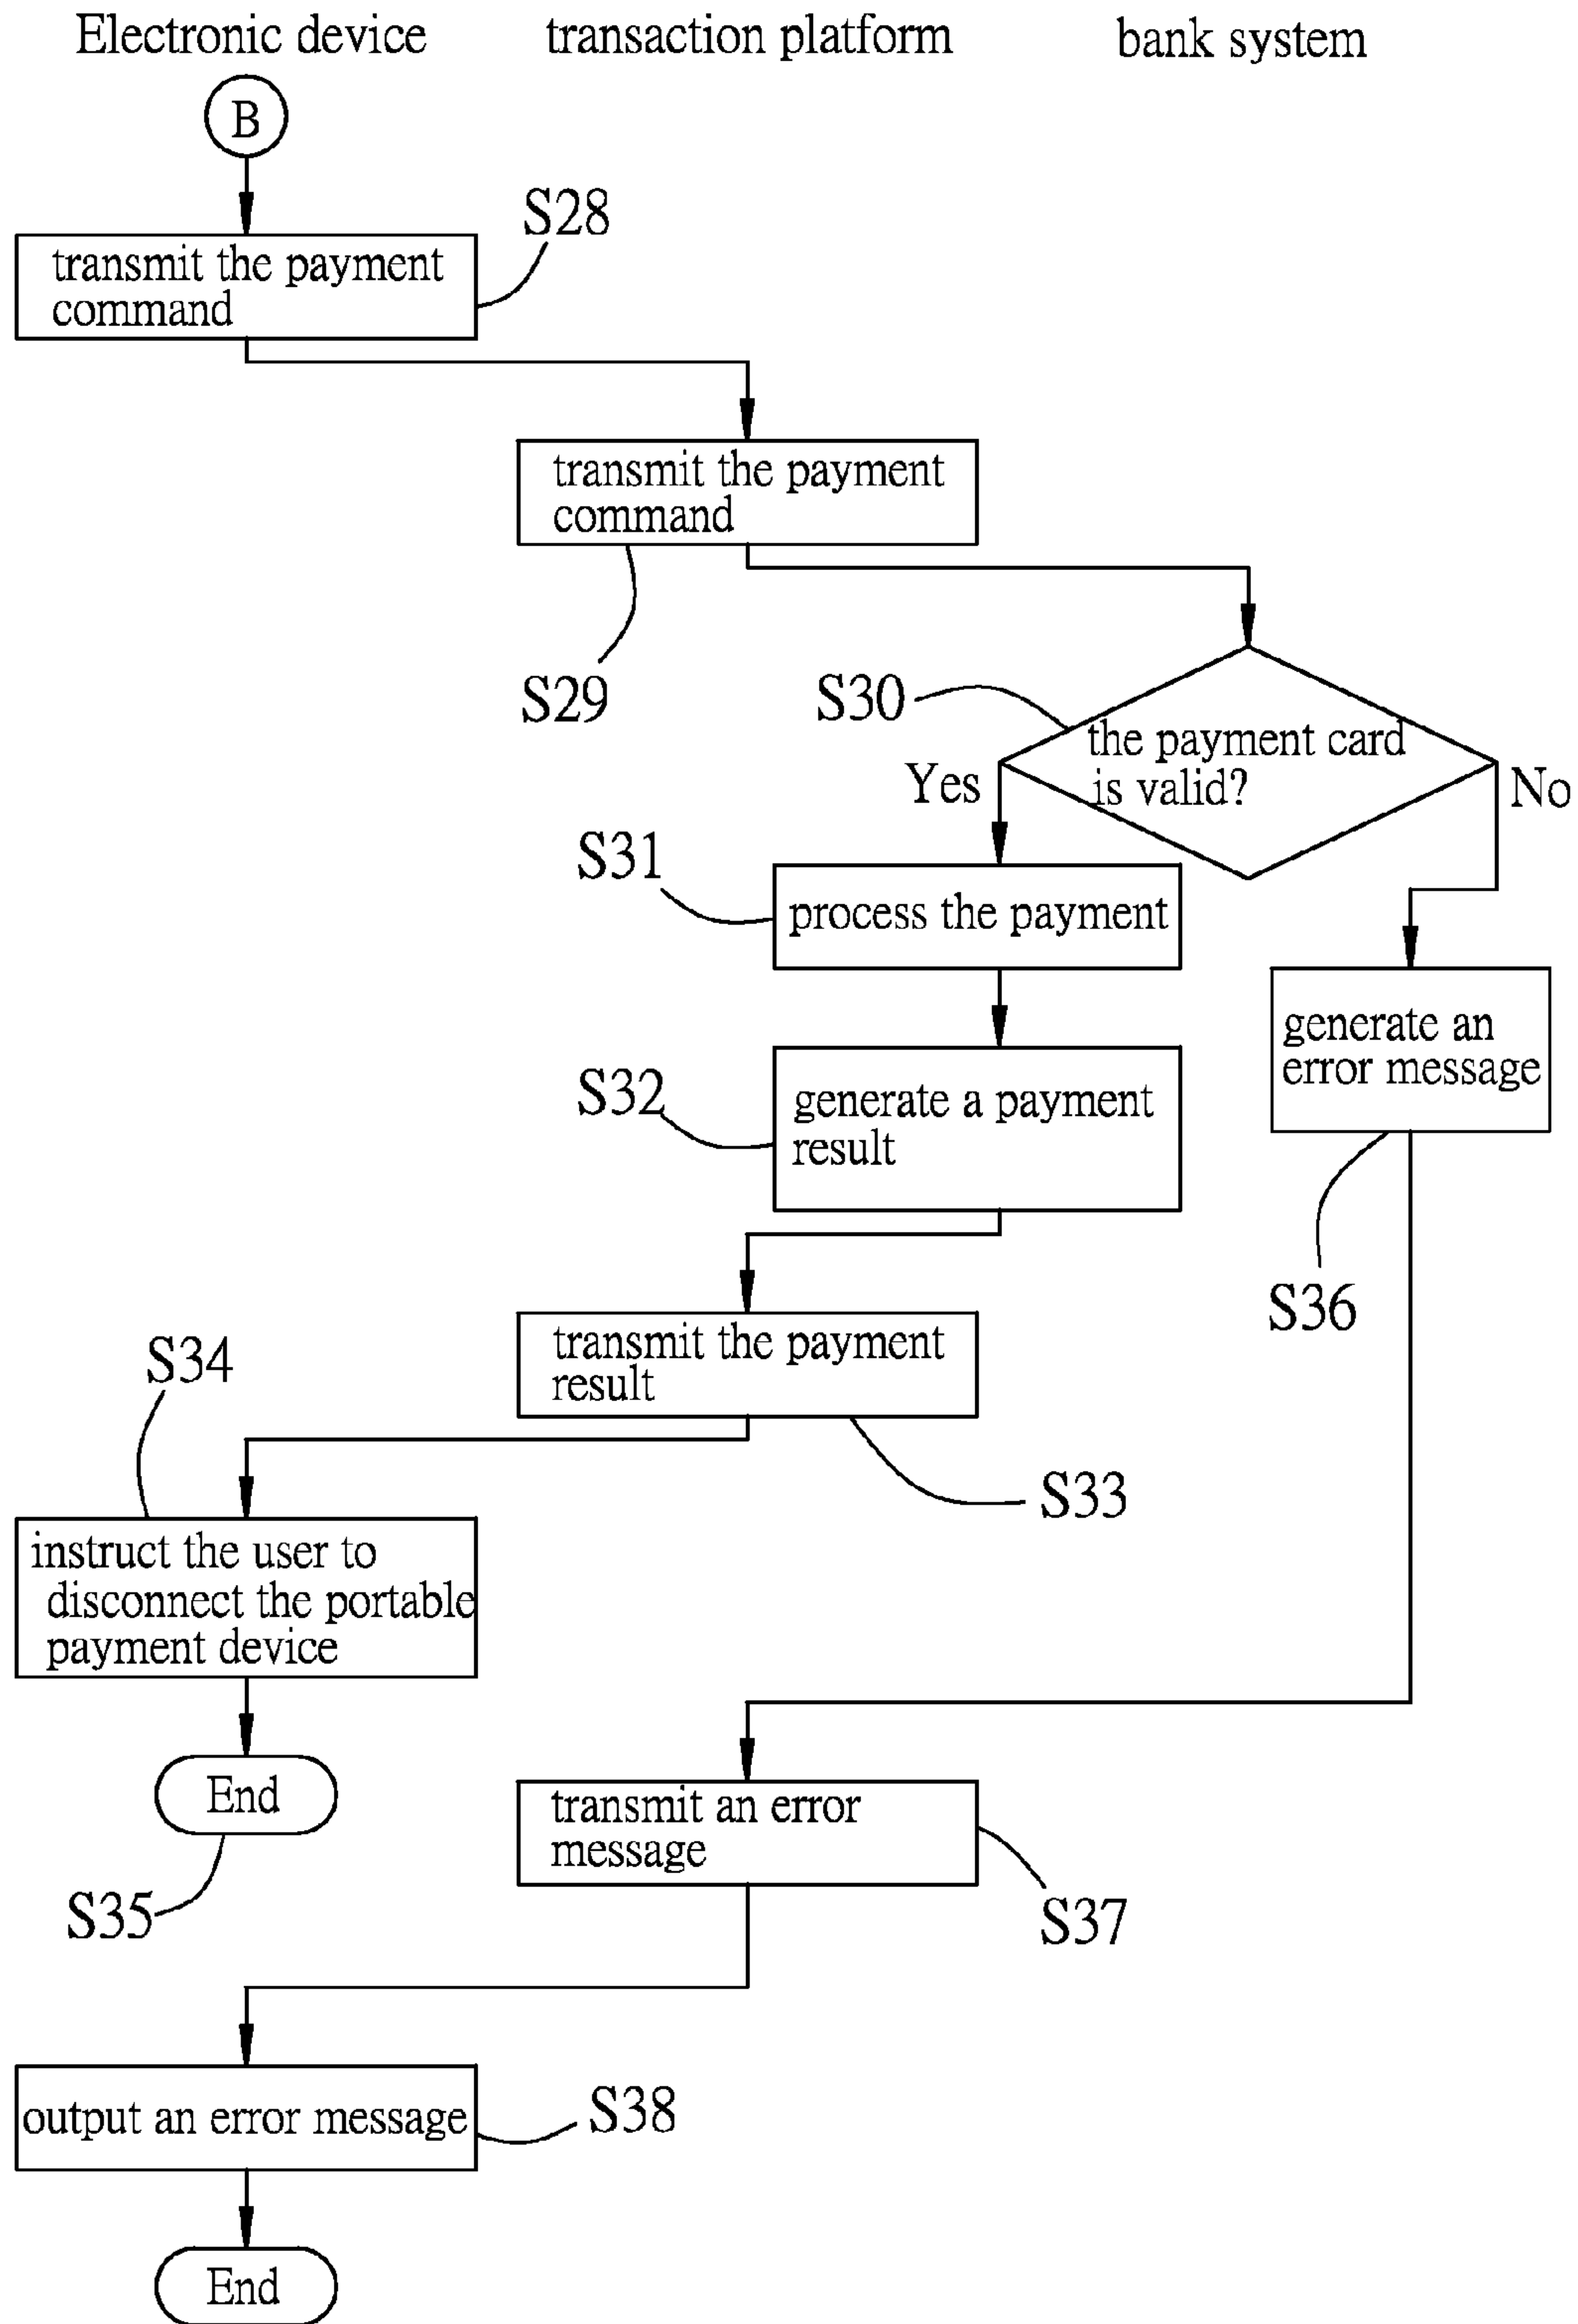 Electronic device
transaction platform
bank system
B
S28
transmit the payment
command
transmit the payment
command
S29
S30
the payment card
is valid?
Yes
No
S31
process the payment
generate an
error message
S32
generate a payment
result
S36
transmit the payment
result
S34
S33
instruct the user to
disconnect the portable
payment device
End
S35
transmit an error
message
S37
output an error message
S38
End